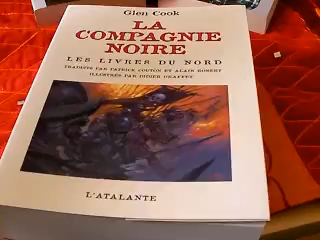 Glen Cook
LA
COMPAGNIE
NOIRE
LES LIVRES DU NORD
TRADUITS PAR PATRICK COUTON ET ALAIN ROBERT
ILLUSTRÉS PAR DIDIER GRAFFET
L'ATALANTE